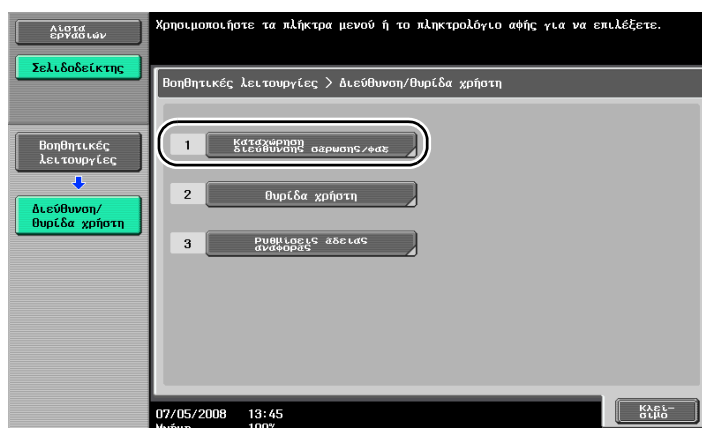 Λίστα
εργασιών
Χρησιμοποιήστε τα πλήκτρα μενού ή το πληκτρολόγιο αφής για να επιλέξετε.
Σελιδοδείκτης
Βοηθητικές λειτουργίες > Διεύθυνση/θυρίδα χρήστη
Βοηθητικές
λειτουργίες
1 Καταχώρηση
διεύθυνσης σάρωσης/φαξ
Διεύθυνση/
θυρίδα χρήστη
2 θυρίδα χρήστη
3 Ρυθμίσεις άδειας
αναφοράς
07/05/2008 13:45
Μνήμη 100%
Κλεί-
σιμο